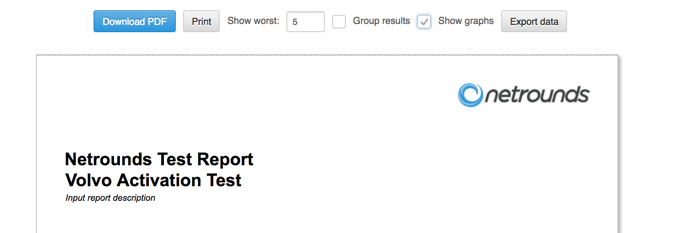 Download PDF Print Show worst: 5 Group results Show graphs Export data
netrounds
Netrounds Test Report
Volvo Activation Test
Input report description